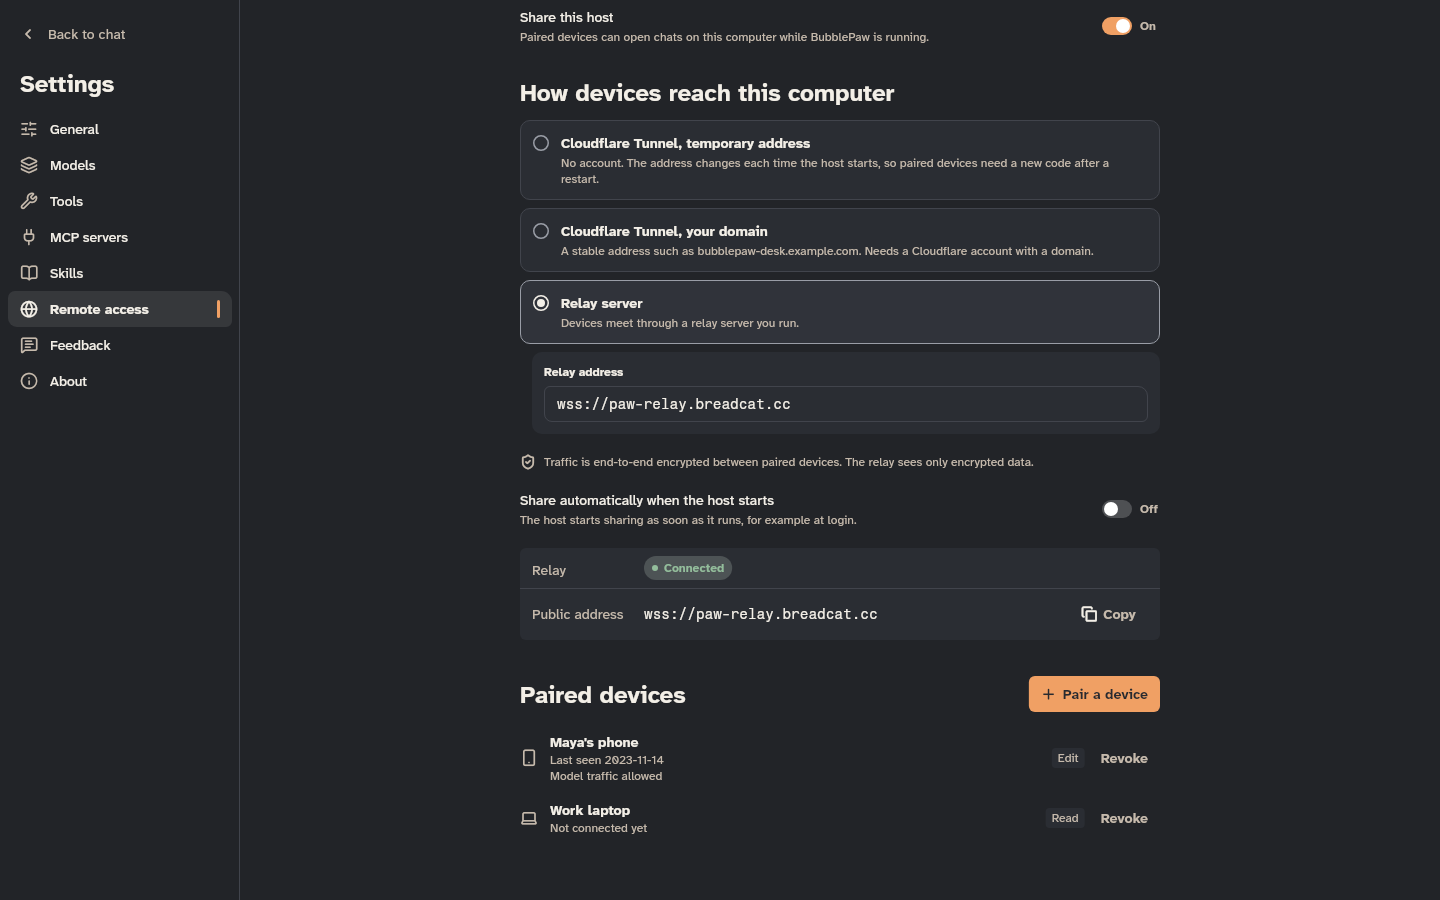 Back to chat
Settings
General
Models
Tools
MCP servers
Skills
Remote access
Feedback
About
Share this host
Paired devices can open chats on this computer while BubblePaw is running.
On
How devices reach this computer
Cloudflare Tunnel, temporary address
No account. The address changes each time the host starts, so paired devices need a new code after a
restart.
Cloudflare Tunnel, your domain
A stable address such as bubblepaw-desk.example.com. Needs a Cloudflare account with a domain.
Relay server
Devices meet through a relay server you run.
Relay address
wss://paw-relay.breadcat.cc
Traffic is end-to-end encrypted between paired devices. The relay sees only encrypted data.
Share automatically when the host starts
The host starts sharing as soon as it runs, for example at login.
Off
Relay
Connected
Public address
wss://paw-relay.breadcat.cc
Copy
Paired devices
Pair a device
Maya's phone
Last seen 2023-11-14
Model traffic allowed
Edit
Revoke
Work laptop
Not connected yet
Read
Revoke